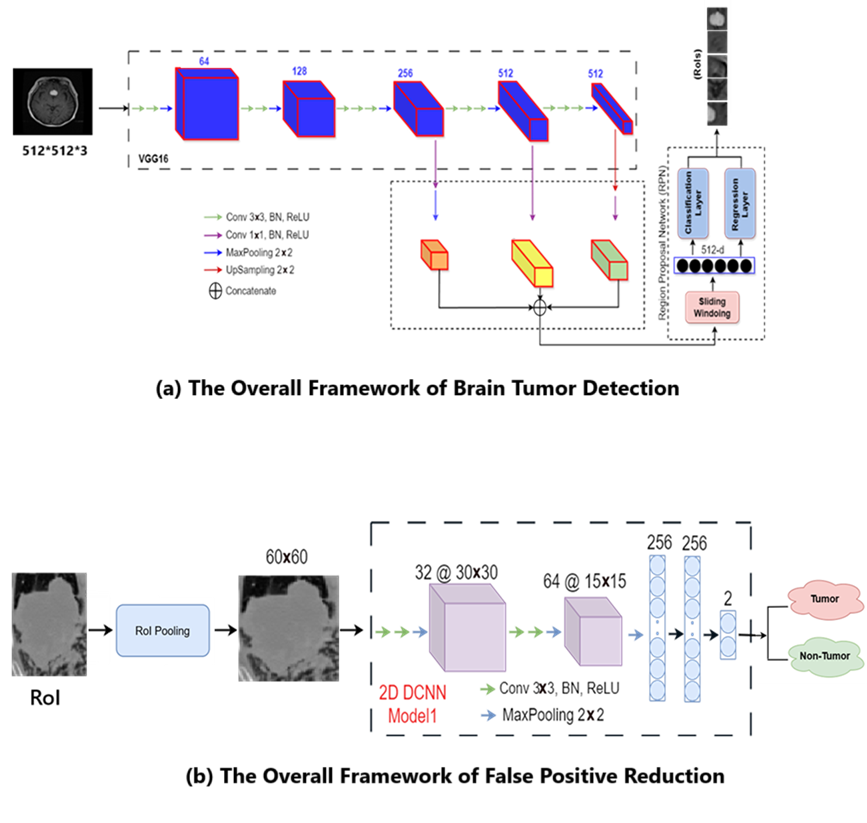 64
128
256
512
512
512*512*3
VGG16
Conv 3x3, BN, ReLU
Conv 1x1, BN, ReLU
MaxPooling 2x2
UpSampling 2x2
Concatenate
(RoIs)
Region Proposal Network (RPN)
Classification
Layer
Regression
Layer
512-d
Sliding
Windoing
(a) The Overall Framework of Brain Tumor Detection
60x60
RoI
RoI Pooling
32 @ 30x30
64 @ 15x15
256
256
2
2D DCNN
Model1
Conv 3x3, BN, ReLU
MaxPooling 2x2
Tumor
Non-Tumor
(b) The Overall Framework of False Positive Reduction